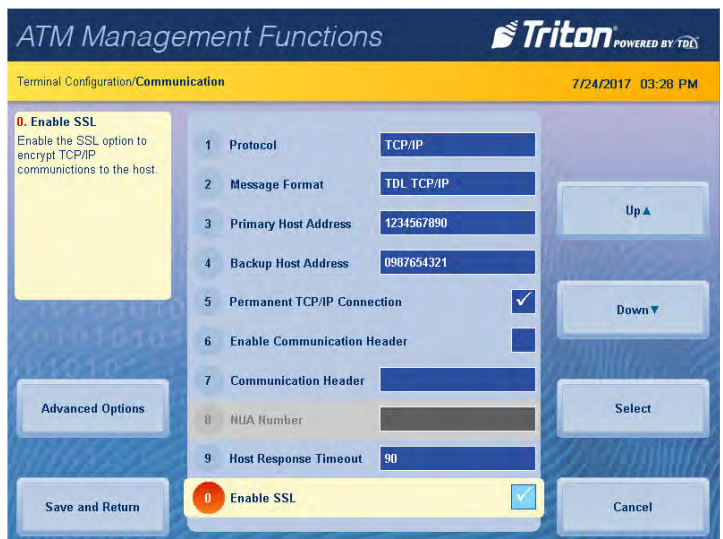 ATM Management Functions
Triton POWERED BY TDL
Terminal Configuration/Communication
7/24/2017 03:28 PM
0. Enable SSL
Enable the SSL option to
encrypt TCP/IP
communictions to the host.
1 Protocol TCP/IP
2 Message Format TDL TCP/IP
3 Primary Host Address 1234567890
4 Backup Host Address 0987654321
5 Permanent TCP/IP Connection
6 Enable Communication Header
7 Communication Header
8 NUA Number
9 Host Response Timeout 90
0 Enable SSL
Advanced Options
Save and Return
Up▲
Down▼
Select
Cancel